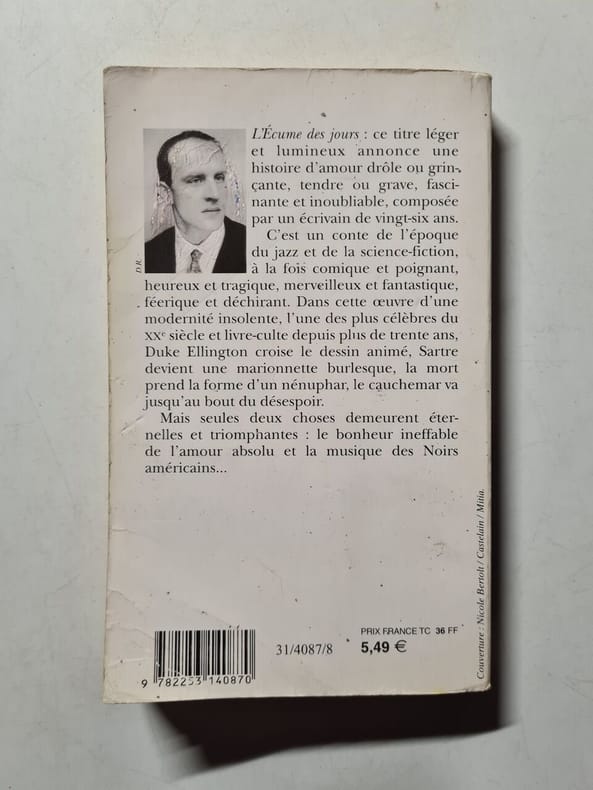 L'Écume des jours : ce titre léger
et lumineux annonce une
histoire d'amour drôle ou grin-
çante, tendre ou grave, fasci-
nante et inoubliable, composée
par un écrivain de vingt-six ans.
C'est un conte de l'époque
du jazz et de la science-fiction,
à la fois comique et poignant,
heureux et tragique, merveilleux et fantastique,
féerique et déchirant. Dans cette œuvre d'une
modernité insolente, l'une des plus célèbres du
XXe siècle et livre-culte depuis plus de trente ans,
Duke Ellington croise le dessin animé, Sartre
devient une marionnette burlesque, la mort
prend la forme d'un nénuphar, le cauchemar va
jusqu'au bout du désespoir.
Mais seules deux choses demeurent éter-
nelles et triomphantes : le bonheur ineffable
de l'amour absolu et la musique des Noirs
américains...
D.R.
Couverture : Nicole Bertolt / Castelain / Mitia.
9 782253 140870
31/4087/8
PRIX FRANCE TC 36 FF
5,49 €